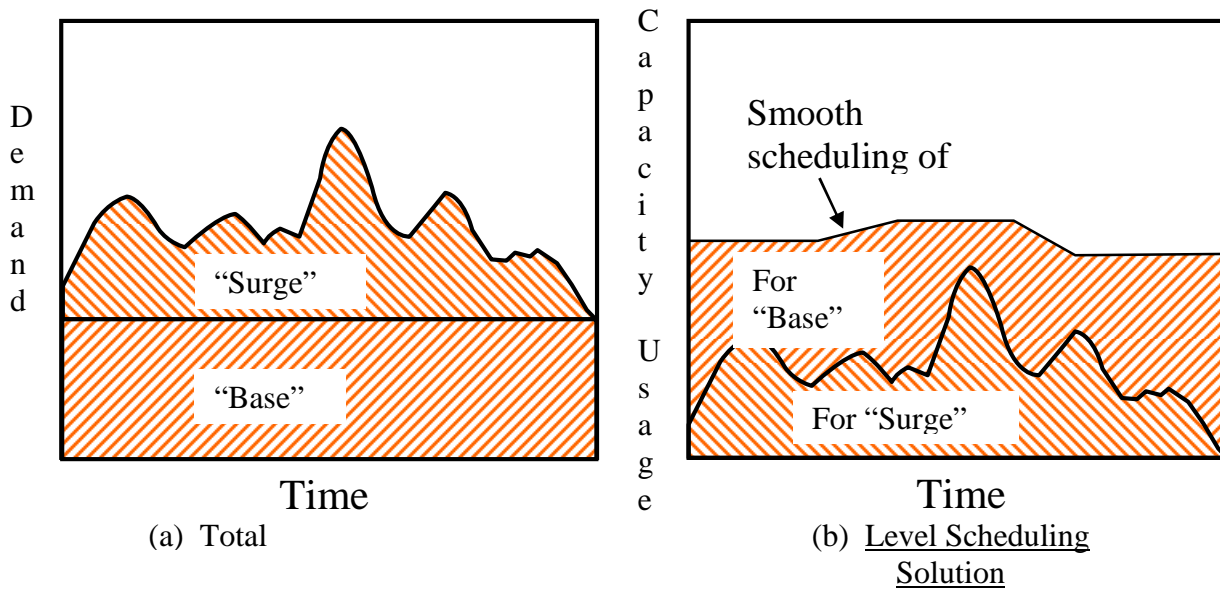 Demand
“Surge”
“Base”
Time
(a) Total
Capacity Usage
Smooth
scheduling of
For
“Base”
For “Surge”
Time
(b) Level Scheduling
Solution